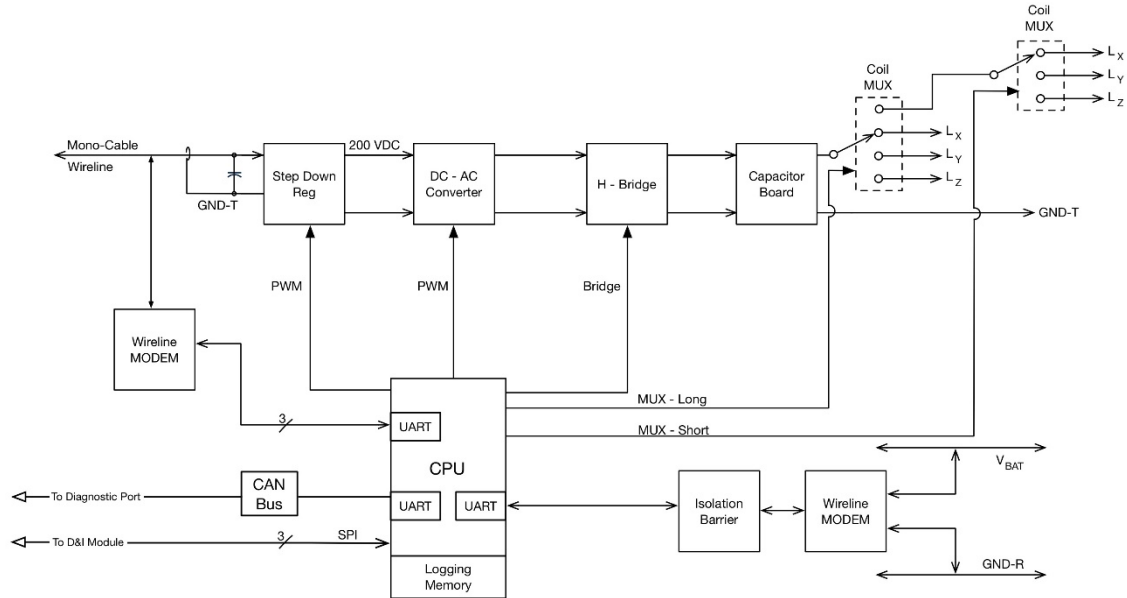 Coil
MUX
L X
L Y
L Z
Coil
MUX
L X
L Y
L Z
Mono-Cable
Wireline
GND-T
Step Down
Reg
200 VDC
DC - AC
Converter
H - Bridge
Capacitor
Board
GND-T
PWM
PWM
Bridge
Wireline
MODEM
3
UART
MUX - Long
MUX - Short
CPU
To Diagnostic Port
CAN
Bus
UART
UART
Isolation
Barrier
Wireline
MODEM
VBAT
GND-R
To D&I Module
3
SPI
Logging
Memory